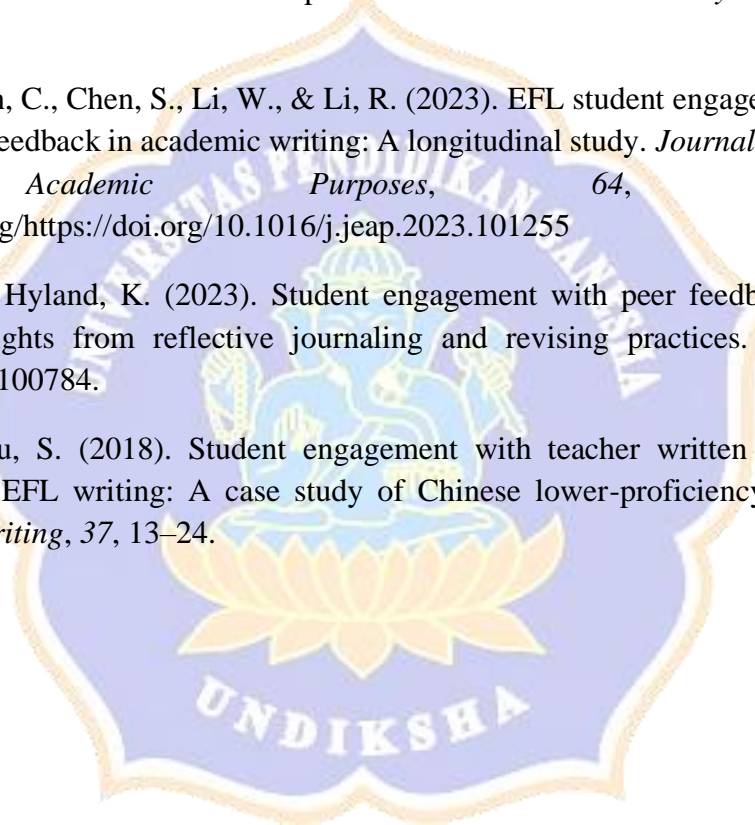 , C., Chen, S., Li, W., & Li, R. (2023). EFL student engage
eedback in academic writing: A longitudinal study. Journal
Academic Purposes, 64,
g/https://doi.org/10.1016/j.jeap.2023.101255
Hyland, K. (2023). Student engagement with peer feedb
ghts from reflective journaling and revising practices.
100784.
u, S. (2018). Student engagement with teacher written
EFL writing: A case study of Chinese lower-proficiency
riting, 37, 13–24.
UNIVERSITAS PENDIDIKAN GANESHA
UNDIKSHA